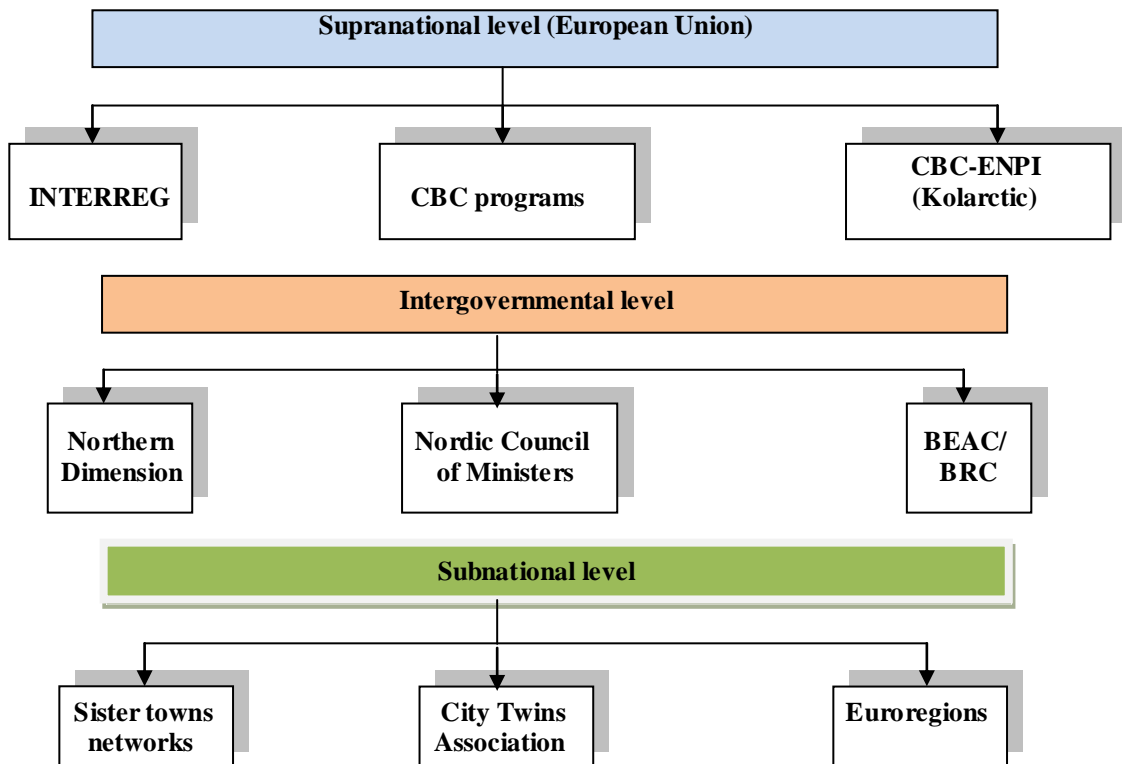 Supranational level (European Union)
INTERREG
CBC programs
CBC-ENPI
(Kolarctic)
Intergovernmental level
Northern
Dimension
Nordic Council
of Ministers
BEAC/
BRC
Subnational level
Sister towns
networks
City Twins
Association
Euroregions